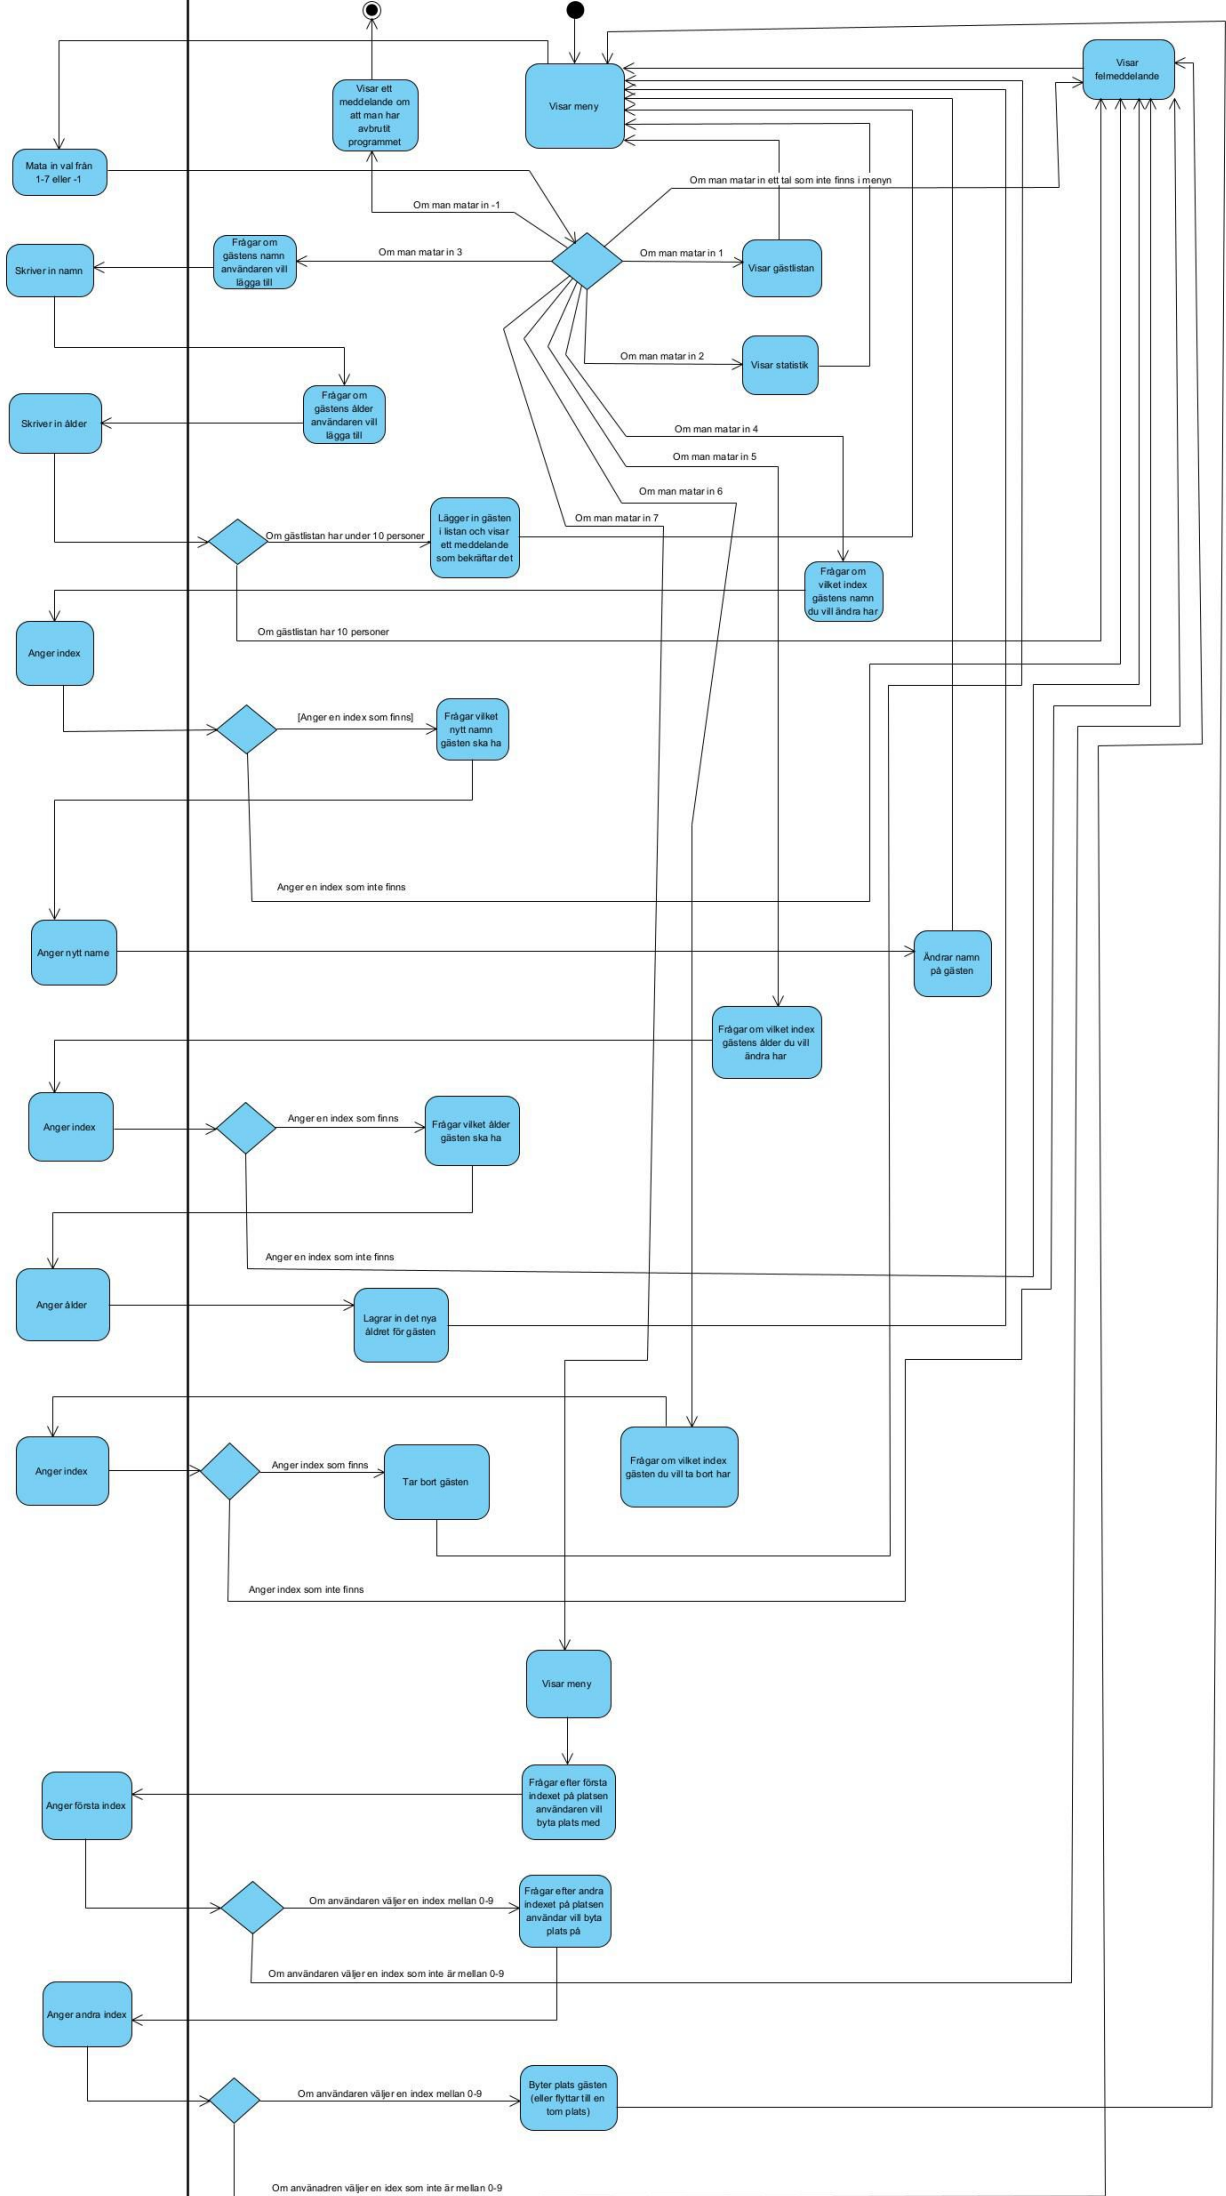 Visar ett
meddelande om
att man har
avbrutit
programmet
Visar meny
Visar
felmeddelande
Mata in val från
1-7 eller -1
Om man matar in ett tal som inte finns i menyn
Om man matar in -1
Skriver in namn
Frågar om
gästens namn
användaren vill
lägga till
Om man matar in 3
Om man matar in 1
Visar gästlistan
Om man matar in 2
Visar statistik
Skriver in ålder
Frågar om
gästens ålder
användaren vill
lägga till
Om man matar in 4
Om man matar in 5
Om man matar in 6
Om man matar in 7
Om gästlistan har under 10 personer
Lägger in gästen
i listan och visar
ett meddelande
som bekräftar det
Frågar om
vilket index
gästens namn
du vill ändra har
Om gästlistan har 10 personer
Anger index
[Anger en index som finns]
Frågar vilket
nytt namn
gästen ska ha
Anger en index som inte finns
Anger nytt name
Ändrar namn
på gästen
Frågar om vilket index
gästens ålder du vill
ändra har
Anger index
Anger en index som finns
Frågar vilket ålder
gästen ska ha
Anger en index som inte finns
Anger ålder
Lagrar in det nya
åldret för gästen
Anger index
Anger index som finns
Tar bort gästen
Frågar om vilket index
gästen du vill ta bort har
Anger index som inte finns
Visar meny
Anger första index
Frågar efter första
indexet på platsen
användaren vill
byta plats med
Om användaren väljer en index mellan 0-9
Frågar efter andra
indexet på platsen
användar vill byta
plats på
Om användaren väljer en index som inte är mellan 0-9
Anger andra index
Om användaren väljer en index mellan 0-9
Byter plats gästen
(eller flyttar till en
tom plats)
Om användaren väljer en idex som inte är mellan 0-9